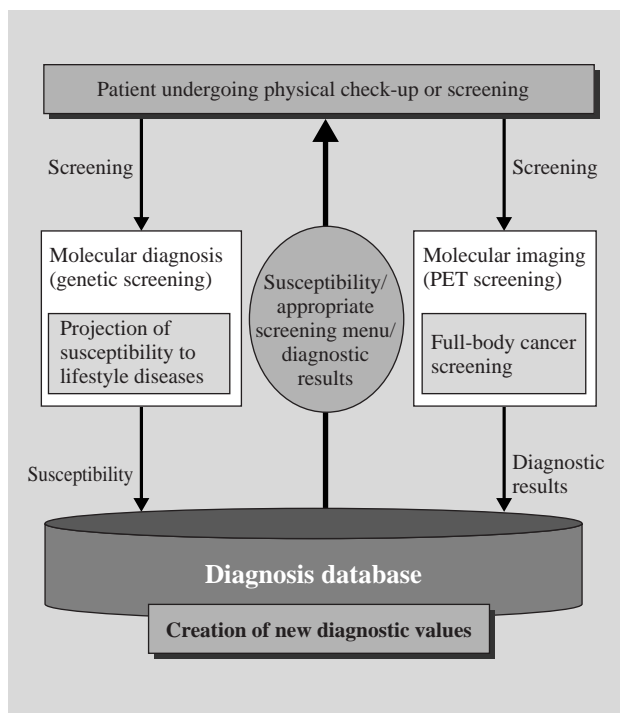 Patient undergoing physical check-up or screening
Screening
Screening
Molecular diagnosis
(genetic screening)
Projection of
susceptibility to
lifestyle diseases
Susceptibility/
appropriate
screening menu/
diagnostic
results
Molecular imaging
(PET screening)
Full-body cancer
screening
Susceptibility
Diagnostic
results
Diagnosis database
Creation of new diagnostic values